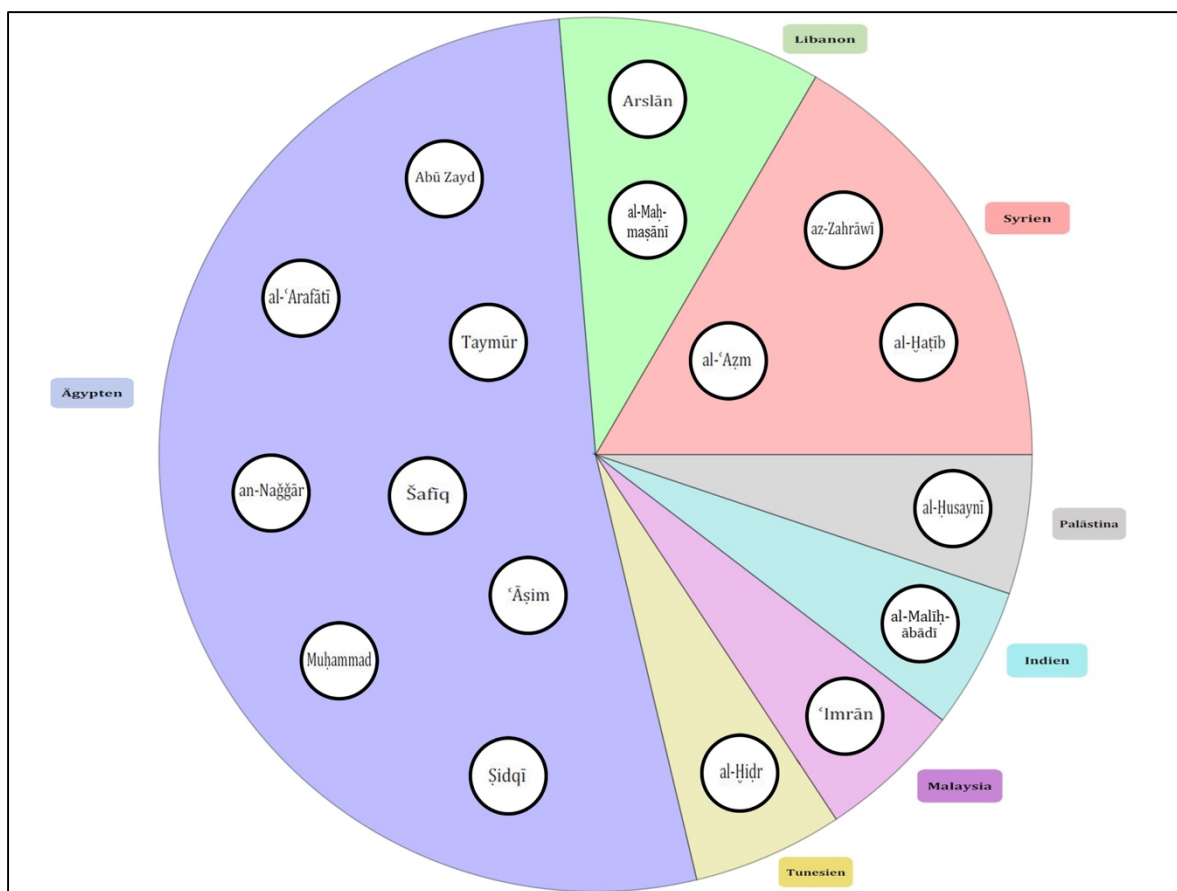 Libanon
Arslān
al-Maḥ-
maṣānī
Syrien
az-Zahrāwī
al-Ḫaṭīb
al-ʿAẓm
Palästina
al-Ḥusaynī
Indien
al-Malīḥ-
ābādī
Malaysia
ʿImrān
Tunesien
al-Ḫiḍr
Ägypten
Abū Zayd
al-ʿArafātī
Taymūr
an-Naǧǧār
Šafīq
ʿĀṣim
Muḥammad
Ṣidqī